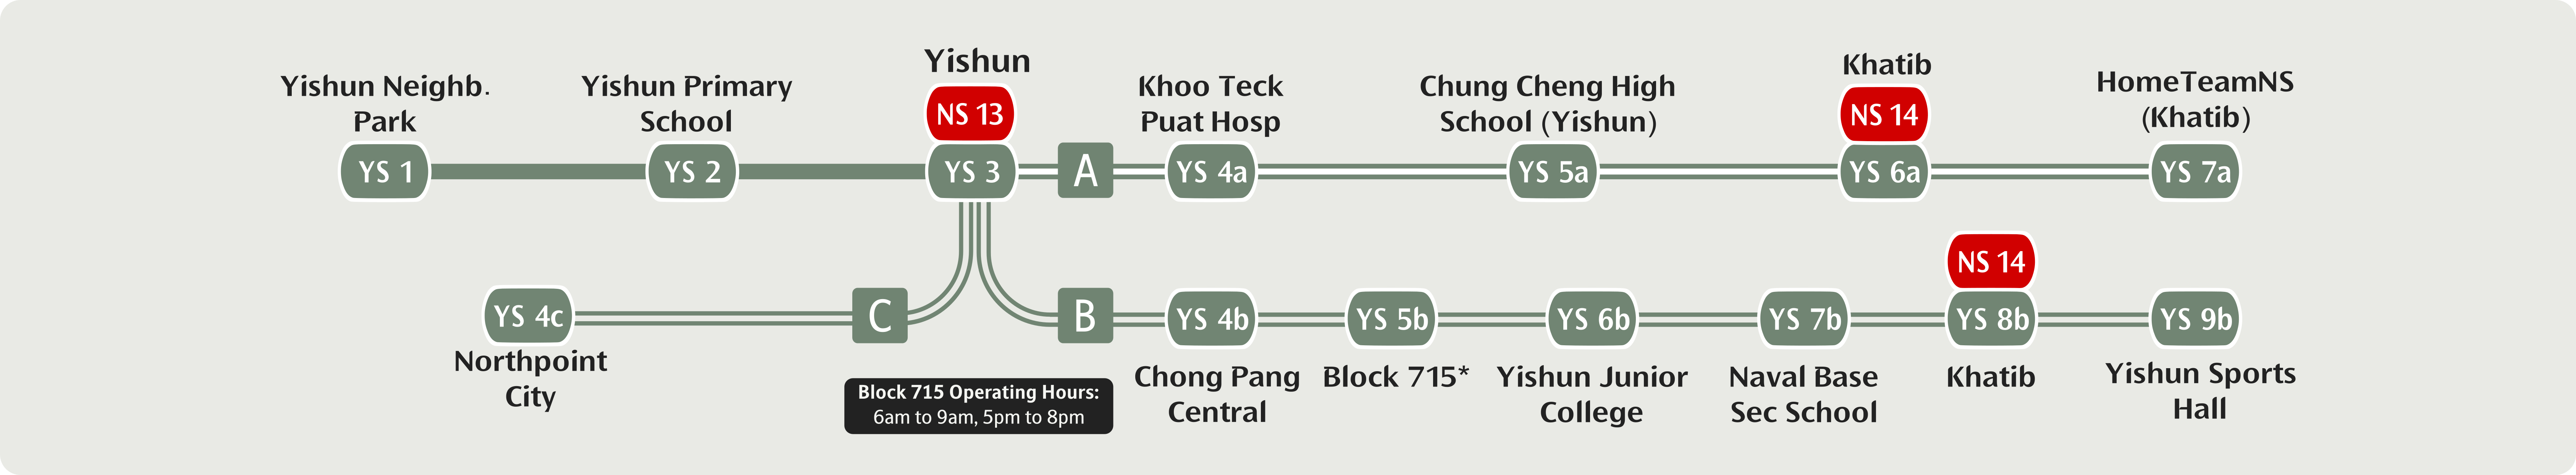 Yishun Neighb.
Park
YS 1
Yishun Primary
School
YS 2
Yishun
NS 13
YS 3
A
Khoo Teck
Puat Hosp
YS 4a
Chung Cheng High
School (Yishun)
YS 5a
Khatib
NS 14
YS 6a
HomeTeamNS
(Khatib)
YS 7a
YS 4c
Northpoint
City
C
B
Block 715 Operating Hours:
6am to 9am, 5pm to 8pm
YS 4b
Chong Pang
Central
YS 5b
Block 715*
YS 6b
Yishun Junior
College
YS 7b
Naval Base
Sec School
NS 14
YS 8b
Khatib
YS 9b
Yishun Sports
Hall